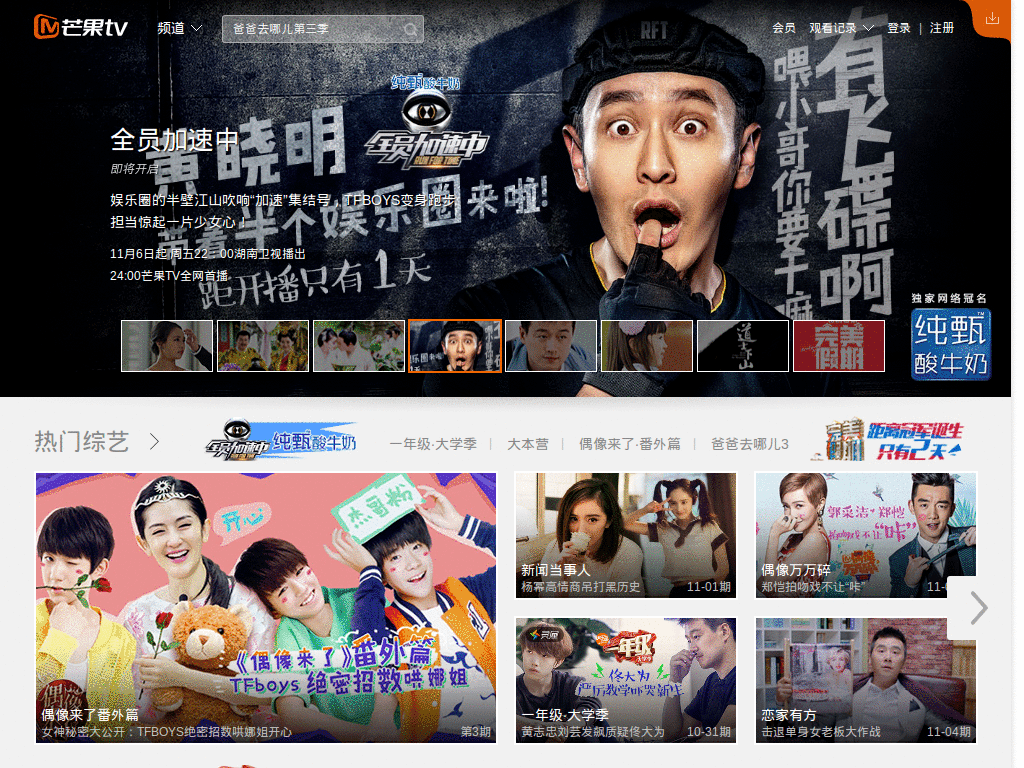 芒果tv
频道
爸爸去哪儿第三季
会员
观看记录
登录 | 注册
RFT
纯甄酸牛奶
全员加速中
RUN FOR TIME
喂小哥你要干嘛
有飞碟啊
全员加速中
即将开启
黄晓明
带着半个娱乐圈来啦!
距开播只有1天
娱乐圈的半壁江山吹响“加速”集结号，TFBOYS变身跑步
担当惊起一片少女心！
11月6日起 周五22：00湖南卫视播出
24:00芒果TV全网首播
完美假期
独家网络冠名
纯甄
酸牛奶
热门综艺
全员加速中 纯甄酸牛奶
一年级·大学季 | 大本营 | 偶像来了·番外篇 | 爸爸去哪儿3
距离冠军诞生
只有2天
开心
杰哥粉
《偶像来了》番外篇
TFboys 绝密招数哄娜姐
偶像来了番外篇
女神秘密大公开：TFBOYS绝密招数哄娜姐开心
第3期
新闻当事人
杨幂高情商吊打黑历史
11-01期
郭采洁·郑恺
拍吻戏不让“咔”
偶像万万碎
郑恺拍吻戏不让“咔”
一年级
佟大为
严厉教学吓哭新生
一年级·大学季
黄志忠刘芸发飙质疑佟大为
10-31期
恋家有方
击退单身女老板大作战
11-04期